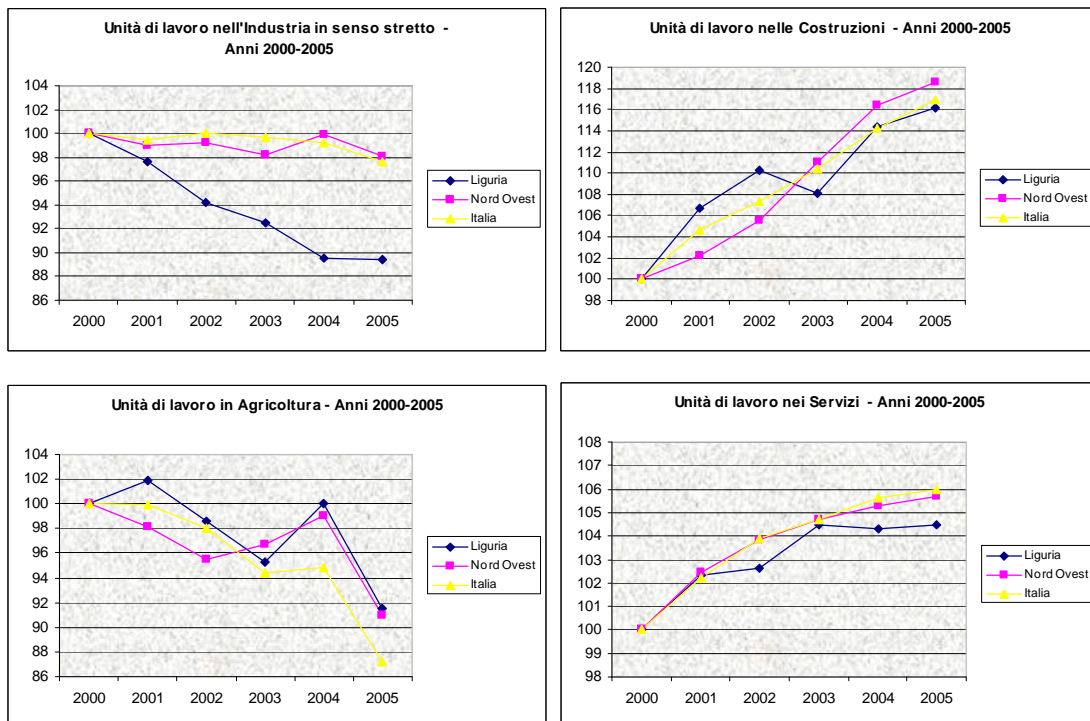 Unità di lavoro nell'Industria in senso stretto -
Anni 2000-2005
104
102
100
98
96
94
92
90
88
86
2000 2001 2002 2003 2004 2005
Liguria
Nord Ovest
Italia
Unità di lavoro nelle Costruzioni - Anni 2000-2005
120
118
116
114
112
110
108
106
104
102
100
98
2000 2001 2002 2003 2004 2005
Liguria
Nord Ovest
Italia
Unità di lavoro in Agricoltura - Anni 2000-2005
104
102
100
98
96
94
92
90
88
86
2000 2001 2002 2003 2004 2005
Liguria
Nord Ovest
Italia
Unità di lavoro nei Servizi - Anni 2000-2005
108
107
106
105
104
103
102
101
100
99
98
2000 2001 2002 2003 2004 2005
Liguria
Nord Ovest
Italia